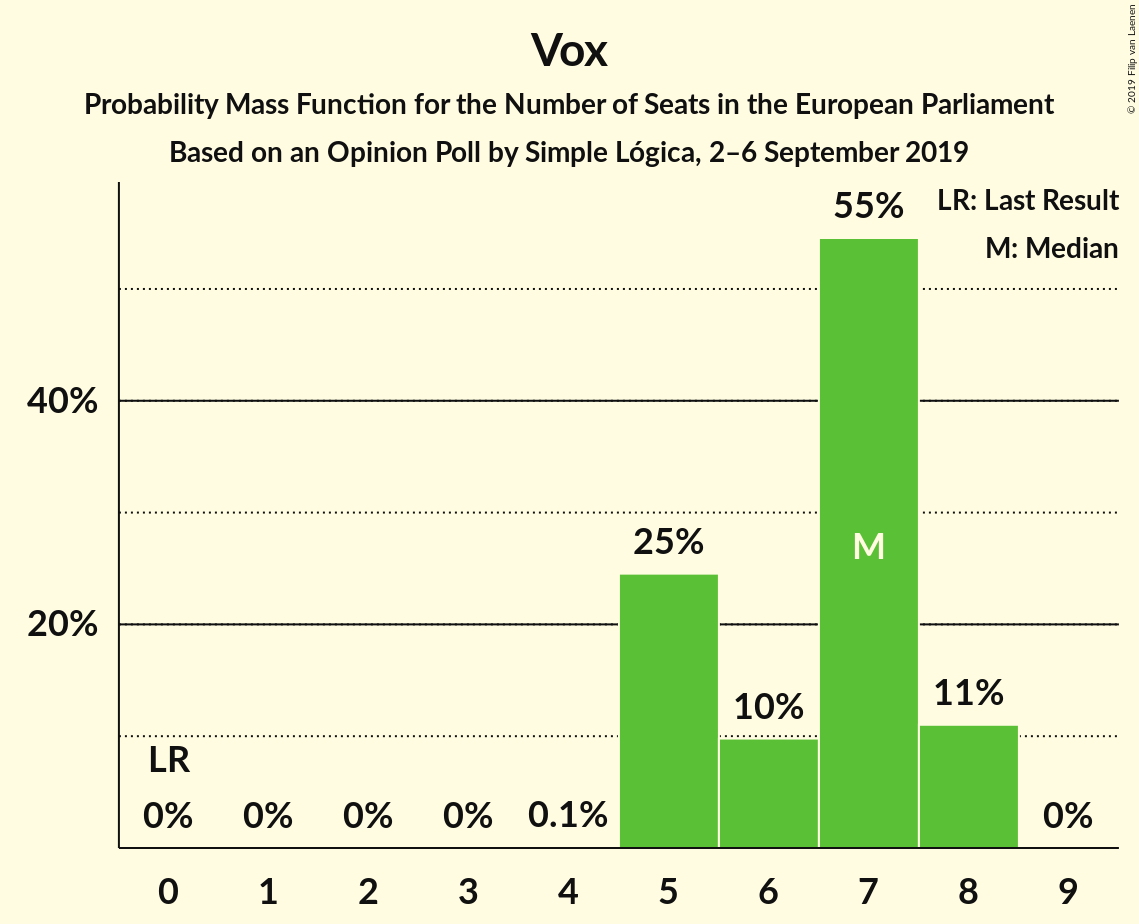 Vox
Probability Mass Function for the Number of Seats in the European Parliament
Based on an Opinion Poll by Simple Lógica, 2–6 September 2019
© 2019 Filip van Laenen
LR: Last Result
M: Median
55%
40%
25%
M
20%
11%
10%
LR
0% 0% 0% 0% 0.1% 0%
0 1 2 3 4 5 6 7 8 9